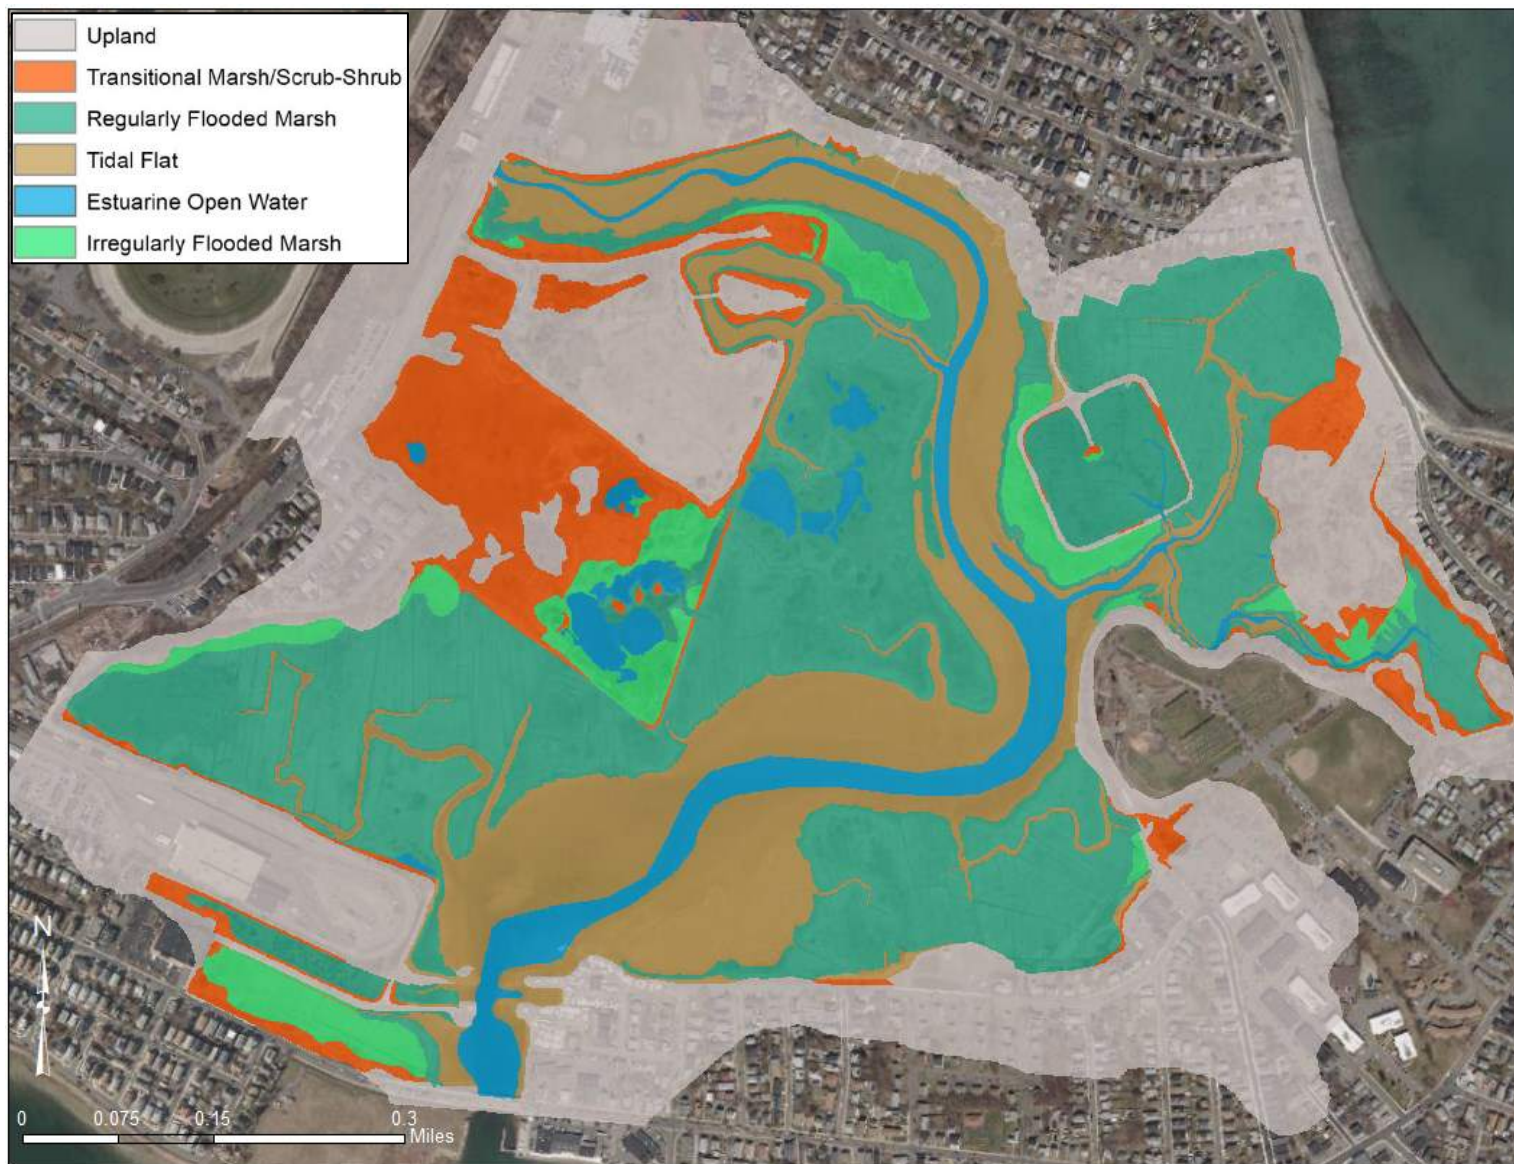 Upland
Transitional Marsh/Scrub-Shrub
Regularly Flooded Marsh
Tidal Flat
Estuarine Open Water
Irregularly Flooded Marsh
N
0 0.075 0.15 0.3
Miles